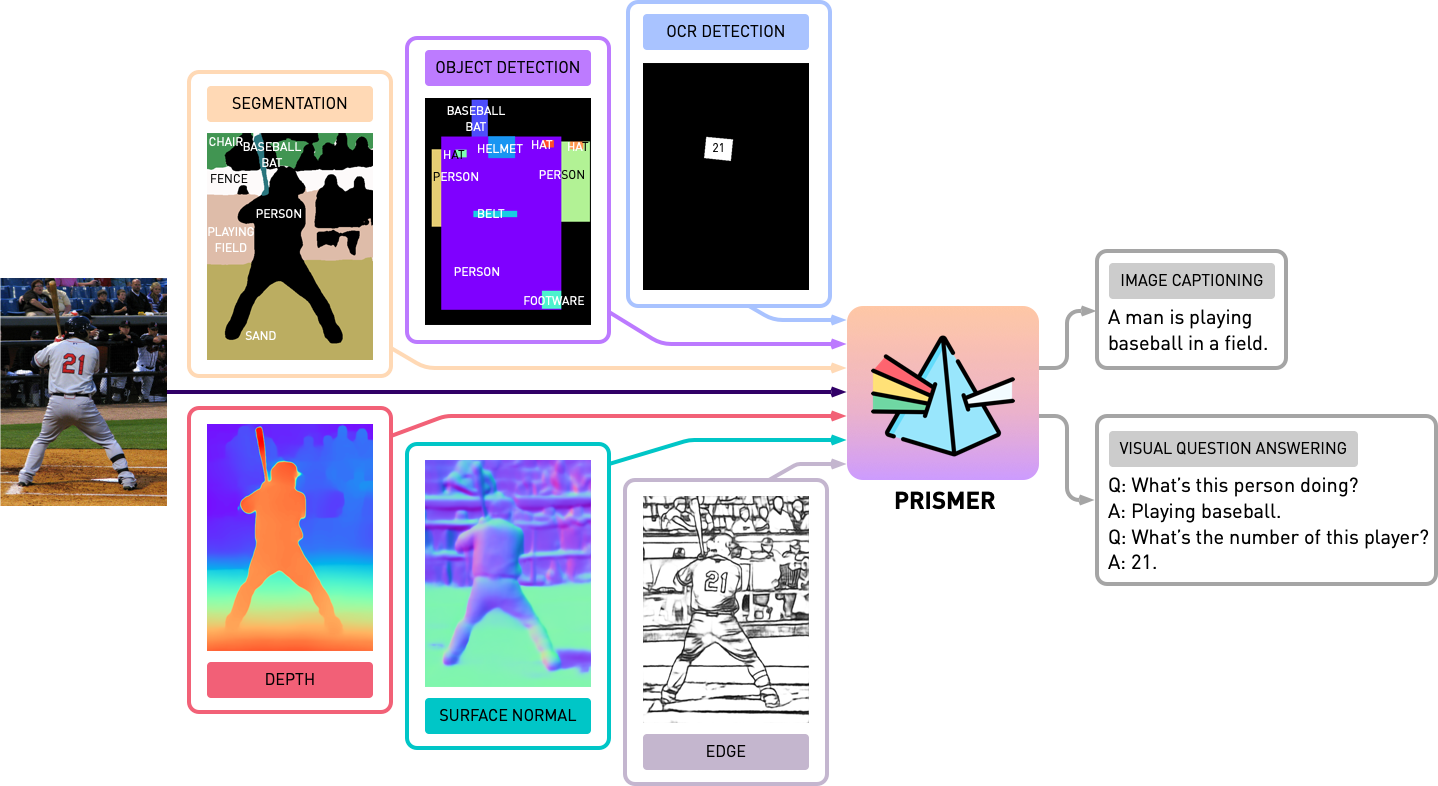 OCR DETECTION
21
OBJECT DETECTION
BASEBALL
BAT
HAT
HELMET
HAT
HAT
PERSON
PERSON
BELT
PERSON
FOOTWARE
SEGMENTATION
CHAIR
BASEBALL
BAT
FENCE
PERSON
PLAYING
FIELD
SAND
21
DEPTH
SURFACE NORMAL
21
EDGE
PRISMER
IMAGE CAPTIONING
A man is playing
baseball in a field.
VISUAL QUESTION ANSWERING
Q: What's this person doing?
A: Playing baseball.
Q: What's the number of this player?
A: 21.